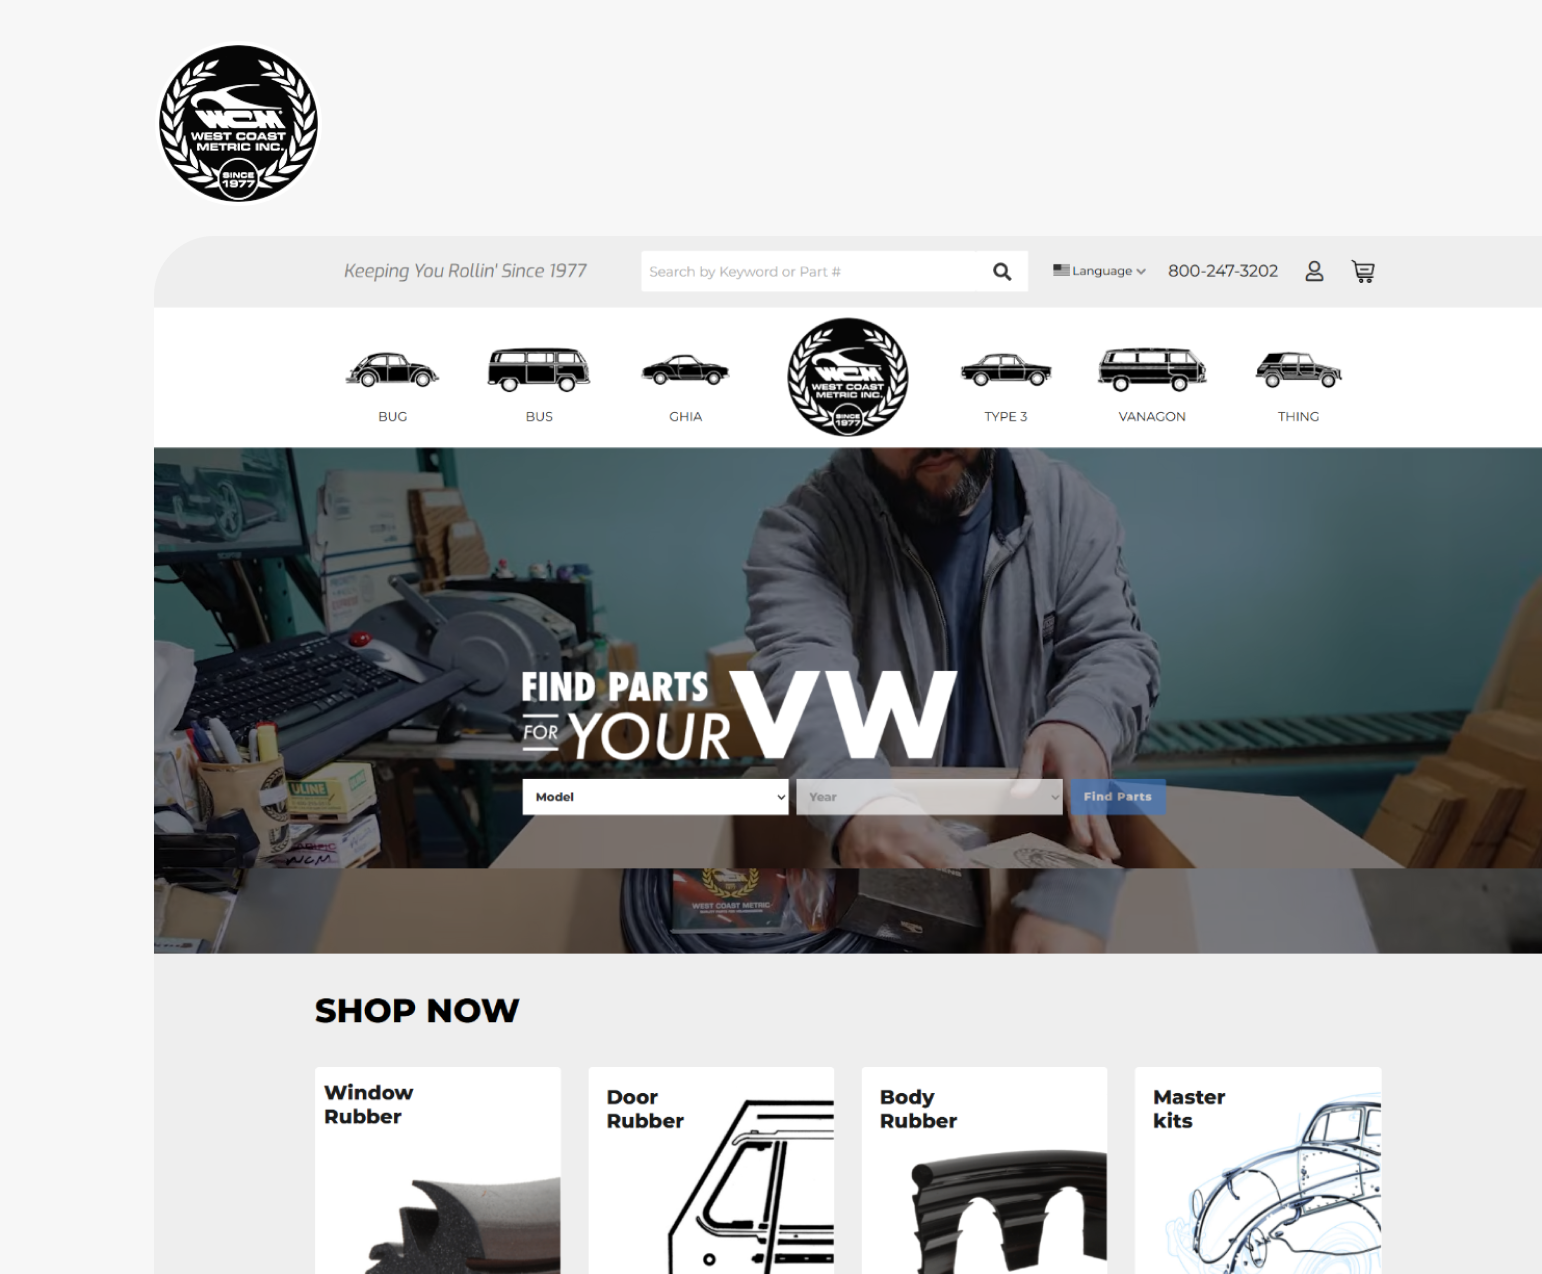 WCM
WEST COAST
METRIC INC.
SINCE
1977
Keeping You Rollin' Since 1977
Search by Keyword or Part #
Language
800-247-3202
BUG
BUS
GHIA
WCM
WEST COAST
METRIC INC.
SINCE
1977
TYPE 3
VANAGON
THING
FIND PARTS
FOR YOUR VW
Model
Year
Find Parts
ULINE
WCM
WEST COAST METRIC
SHOP NOW
Window
Rubber
Door
Rubber
Body
Rubber
Master
kits